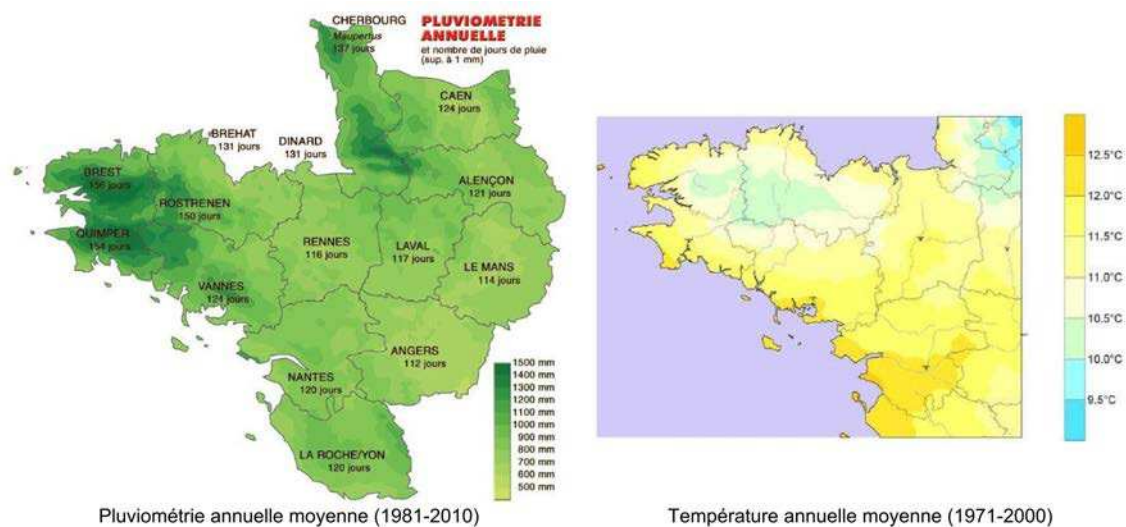 CHERBOURG
Maupertus
137 jours
PLUVIOMETRIE
ANNUELLE
et nombre de jours de pluie
(sup. à 1 mm)
CAEN
124 jours
BREHAT
131 jours
DINARD
131 jours
BREST
156 jours
ROSTRENEN
150 jours
ALENÇON
121 jours
QUIMPER
154 jours
RENNES
116 jours
LAVAL
117 jours
LE MANS
114 jours
VANNES
124 jours
ANGERS
112 jours
NANTES
120 jours
LA ROCHE/YON
120 jours
1500 mm
1400 mm
1300 mm
1200 mm
1100 mm
1000 mm
900 mm
800 mm
700 mm
600 mm
500 mm
12.5°C
12.0°C
11.5°C
11.0°C
10.5°C
10.0°C
9.5°C
Pluviométrie annuelle moyenne (1981-2010)
Température annuelle moyenne (1971-2000)